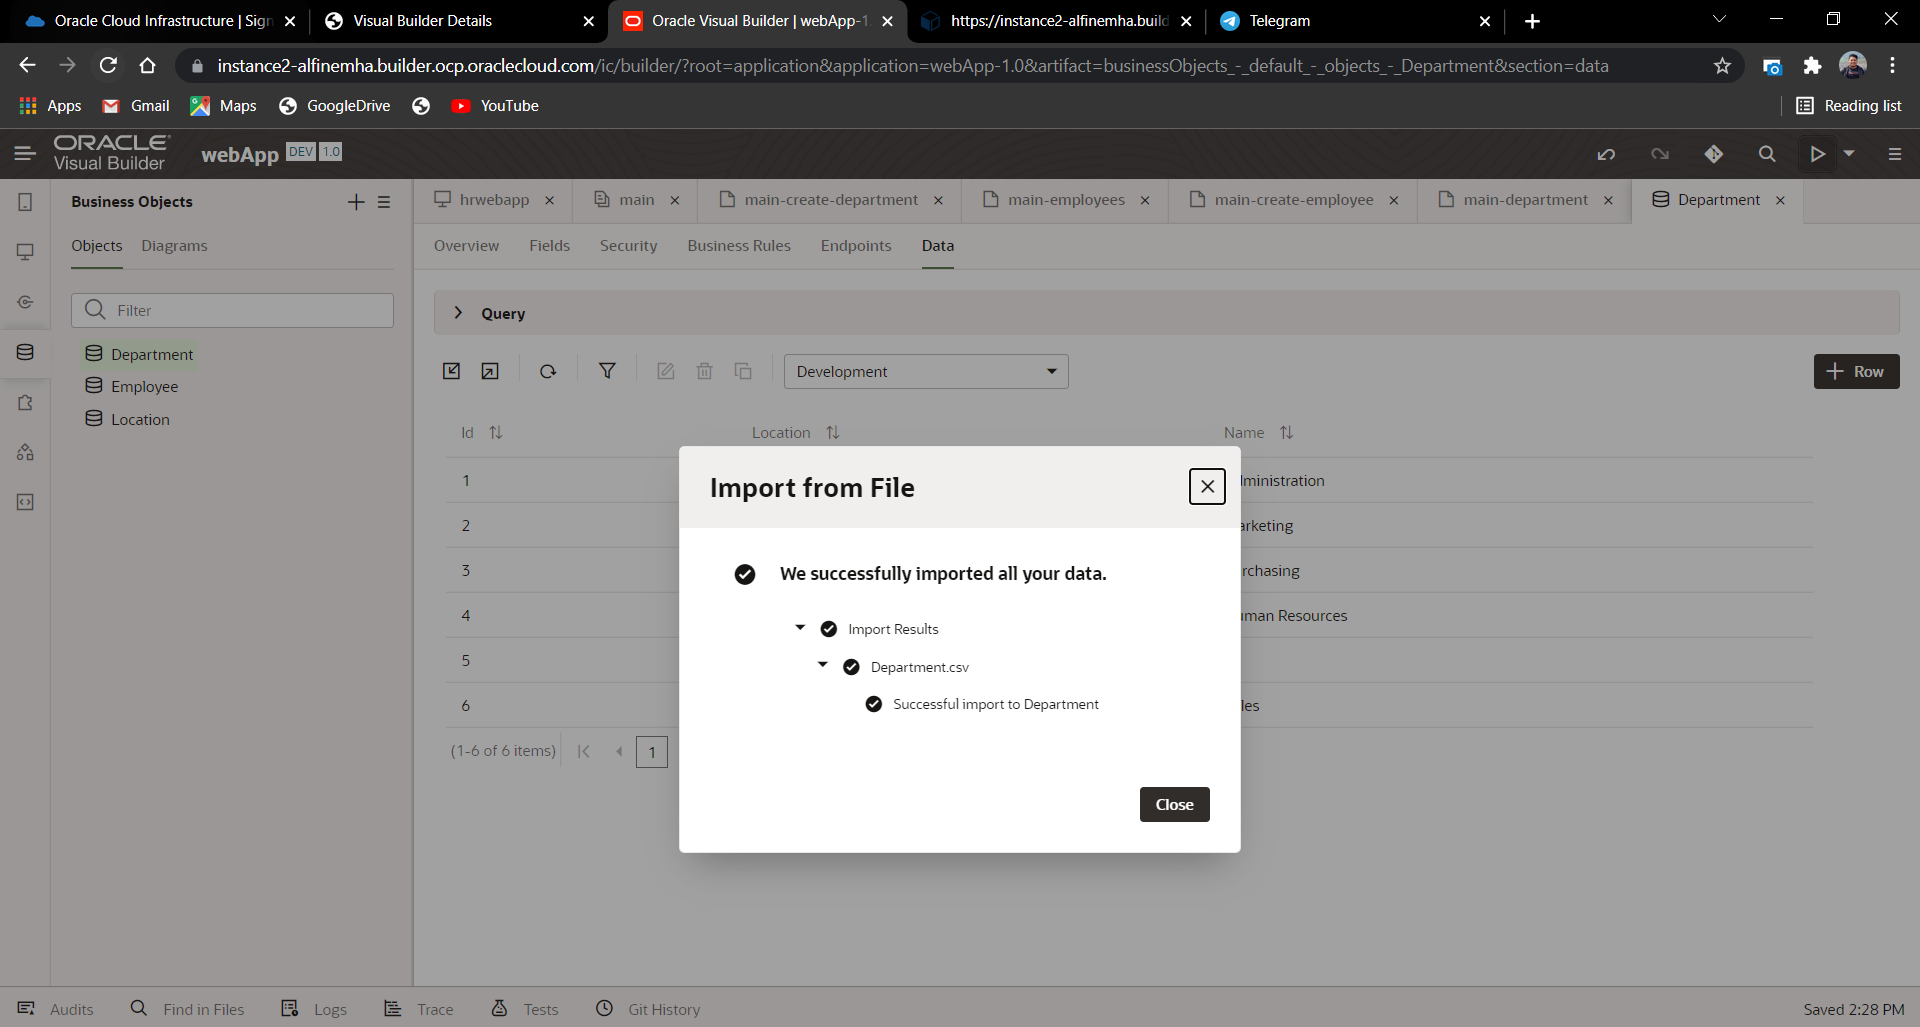 Oracle Cloud Infrastructure | Sign
Visual Builder Details
Oracle Visual Builder | webApp-1.
https://instance2-alfinemha.build
Telegram
instance2-alfinemha.builder.ocp.oraclecloud.com/ic/builder/?root=application&application=webApp-1.0&artifact=businessObjects_-_default_-_objects_-_Department&section=data
Apps
Gmail
Maps
GoogleDrive
YouTube
Reading list
ORACLE
Visual Builder
webApp DEV 1.0
Business Objects
hrwebapp
main
main-create-department
main-employees
main-create-employee
main-department
Department
Objects
Diagrams
Overview
Fields
Security
Business Rules
Endpoints
Data
Filter
Query
Department
Employee
Location
Development
Row
Id
Location
Name
1
ministration
2
arketing
3
rchasing
4
man Resources
5
6
les
(1-6 of 6 items)
1
Import from File
We successfully imported all your data.
Import Results
Department.csv
Successful import to Department
Close
Audits
Find in Files
Logs
Trace
Tests
Git History
Saved 2:28 PM